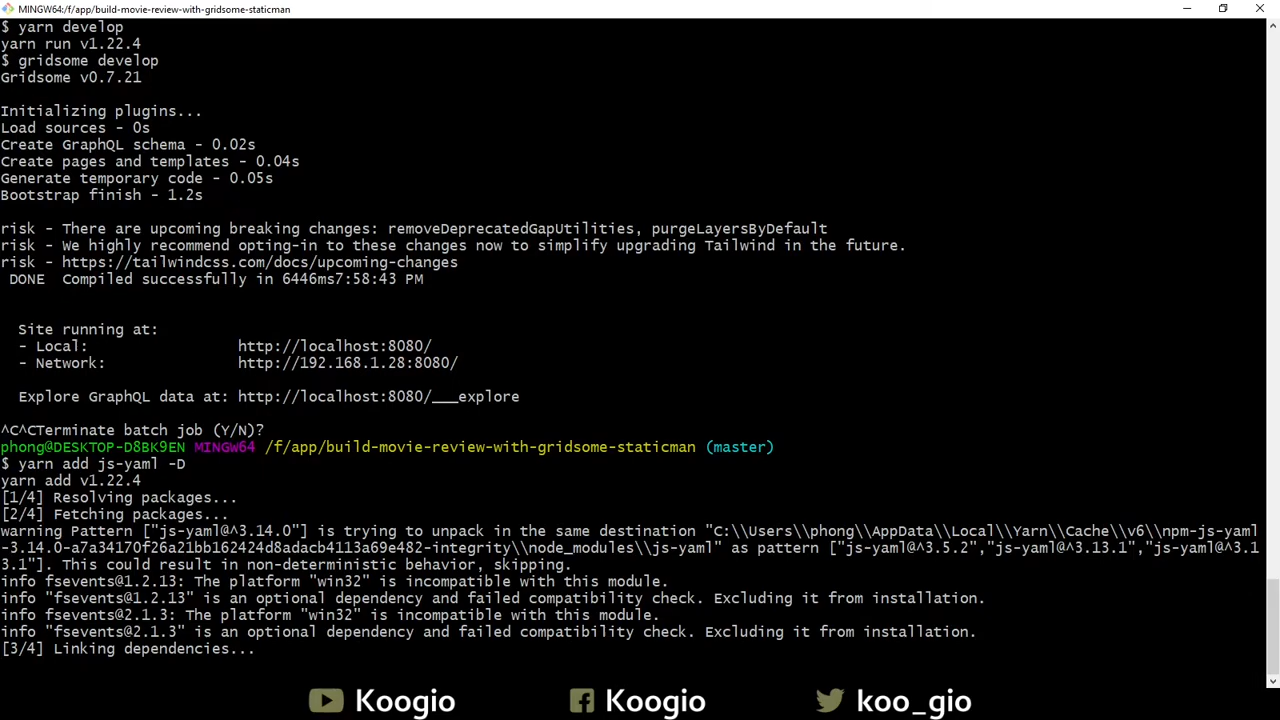 MINGW64:/f/app/build-movie-review-with-gridsome-staticman
$ yarn develop
yarn run v1.22.4
$ gridsome develop
Gridsome v0.7.21
Initializing plugins...
Load sources - 0s
Create GraphQL schema - 0.02s
Create pages and templates - 0.04s
Generate temporary code - 0.05s
Bootstrap finish - 1.2s
risk - There are upcoming breaking changes: removeDeprecatedGapUtilities, purgeLayersByDefault
risk - We highly recommend opting-in to these changes now to simplify upgrading Tailwind in the future.
risk - https://tailwindcss.com/docs/upcoming-changes
DONE  Compiled successfully in 6446ms7:58:43 PM
Site running at:
- Local:                 http://localhost:8080/
- Network:               http://192.168.1.28:8080/
Explore GraphQL data at: http://localhost:8080/___explore
^C^CTerminate batch job (Y/N)?
phong@DESKTOP-D8BK9EN MINGW64 /f/app/build-movie-review-with-gridsome-staticman (master)
$ yarn add js-yaml -D
yarn add v1.22.4
[1/4] Resolving packages...
[2/4] Fetching packages...
warning Pattern ["js-yaml@^3.14.0"] is trying to unpack in the same destination "C:\\Users\\phong\\AppData\\Local\\Yarn\\Cache\\v6\\npm-js-yaml
-3.14.0-a7a34170f26a21bb162424d8adacb4113a69e482-integrity\\node_modules\\js-yaml" as pattern ["js-yaml@^3.5.2","js-yaml@^3.13.1","js-yaml@^3.1
3.1"]. This could result in non-deterministic behavior, skipping.
info fsevents@1.2.13: The platform "win32" is incompatible with this module.
info "fsevents@1.2.13" is an optional dependency and failed compatibility check. Excluding it from installation.
info fsevents@2.1.3: The platform "win32" is incompatible with this module.
info "fsevents@2.1.3" is an optional dependency and failed compatibility check. Excluding it from installation.
[3/4] Linking dependencies...
Koogio
Koogio
koo_gio